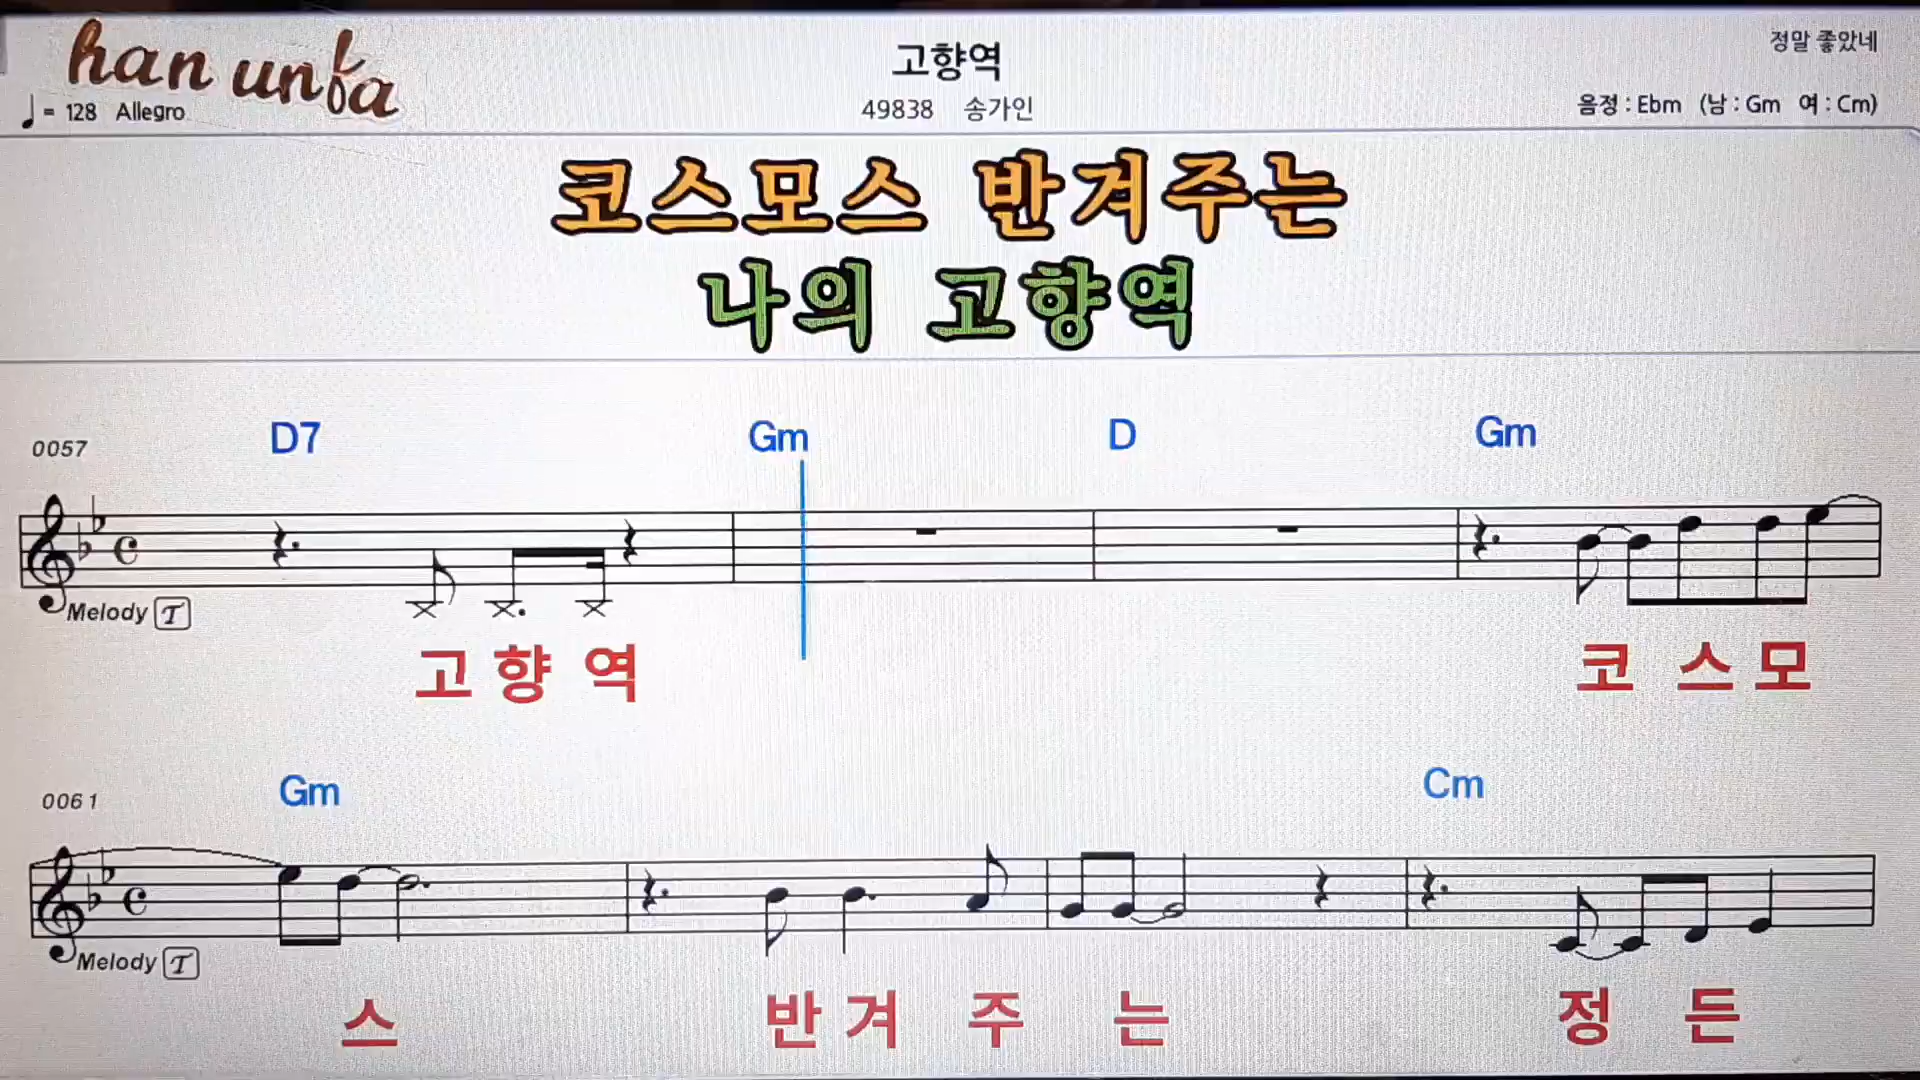 han unba
♩= 128 Allegro
고향역
49838 송가인
정말 좋았네
음정 : Ebm (남 : Gm 여 : Cm)
코스모스 반겨주는
나의 고향역
0057 D7 Gm D Gm
Melody T
고 향 역 코 스 모
0061 Gm Cm
Melody T
스 반 겨 주 는 정 든